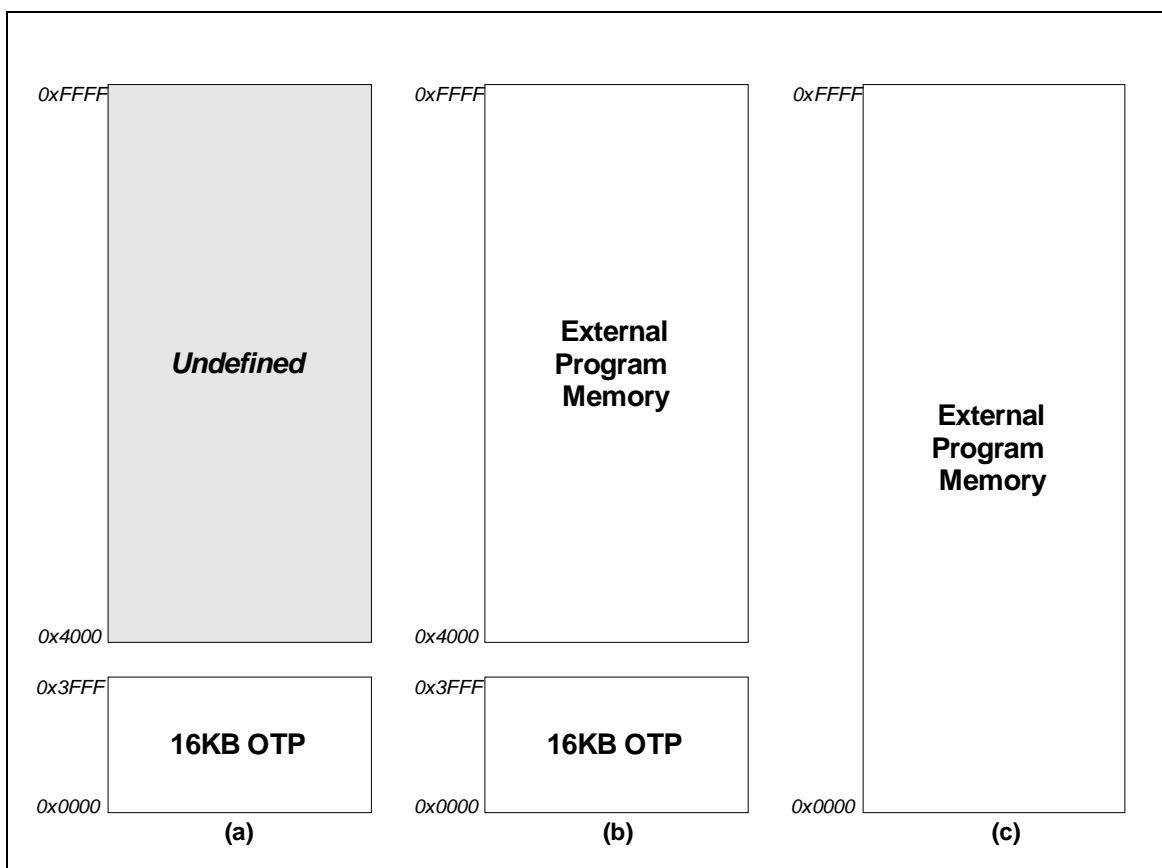 0xFFFF
Undefined
0x4000
0x3FFF
16KB OTP
0x0000
(a)
0xFFFF
External
Program
Memory
0x4000
0x3FFF
16KB OTP
0x0000
(b)
0xFFFF
External
Program
Memory
0x0000
(c)